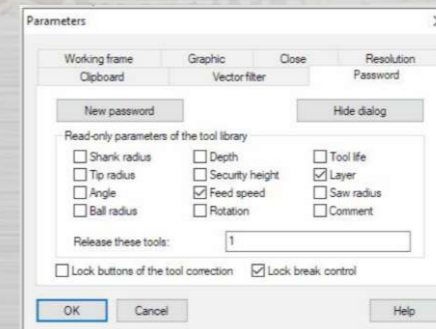 Parameters
Working frame Graphic Close Resolution
Clipboard Vector filter Password
New password Hide dialog
Read-only parameters of the tool library
Shank radius Depth Tool life
Tip radius Security height Layer
Angle Feed speed Saw radius
Ball radius Rotation Comment
Release these tools: 1
Lock buttons of the tool correction Lock break control
OK Cancel Help